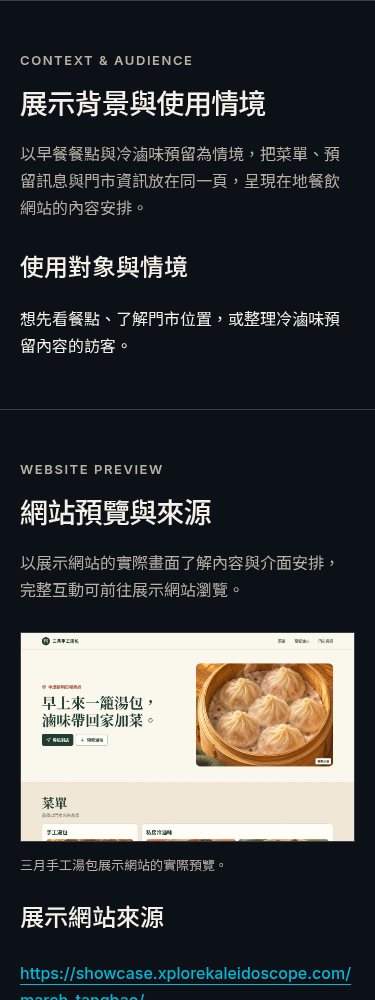 CONTEXT & AUDIENCE
展示背景與使用情境
以早餐餐點與冷滷味預留為情境，把菜單、預
留訊息與門市資訊放在同一頁，呈現在地餐飲
網站的內容安排。
使用對象與情境
想先看餐點、了解門市位置，或整理冷滷味預
留內容的訪客。
WEBSITE PREVIEW
網站預覽與來源
以展示網站的實際畫面了解內容與介面安排，
完整互動可前往展示網站瀏覽。
三月手工湯包
早上來一籠湯包，
滷味帶回家加菜。
菜單
手工湯包
私房冷滷味
三月手工湯包展示網站的實際預覽。
展示網站來源
https://showcase.xplorekaleidoscope.com/
march-tangbao/